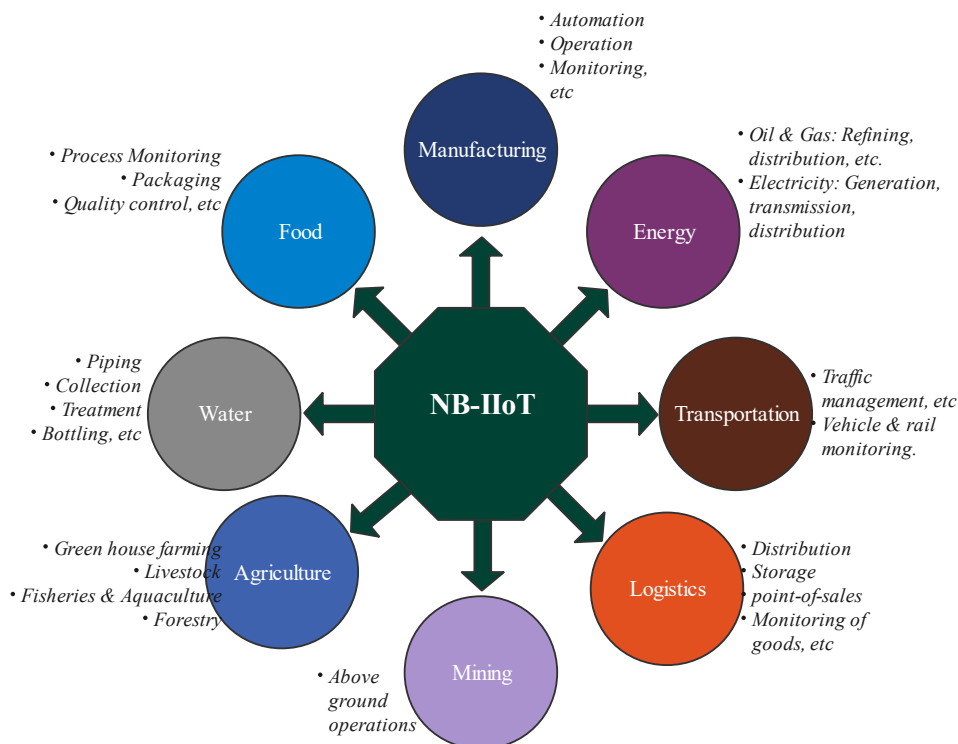 • Automation
• Operation
• Monitoring,
etc
Manufacturing
• Process Monitoring
• Packaging
• Quality control, etc
Food
• Oil & Gas: Refining,
distribution, etc.
• Electricity: Generation,
transmission,
distribution
Energy
• Piping
• Collection
• Treatment
• Bottling, etc
Water
NB-IIoT
Transportation
• Traffic
management, etc
• Vehicle & rail
monitoring.
• Green house farming
• Livestock
• Fisheries & Aquaculture
• Forestry
Agriculture
Logistics
• Distribution
• Storage
• point-of-sales
• Monitoring of
goods, etc
• Above
ground
operations
Mining